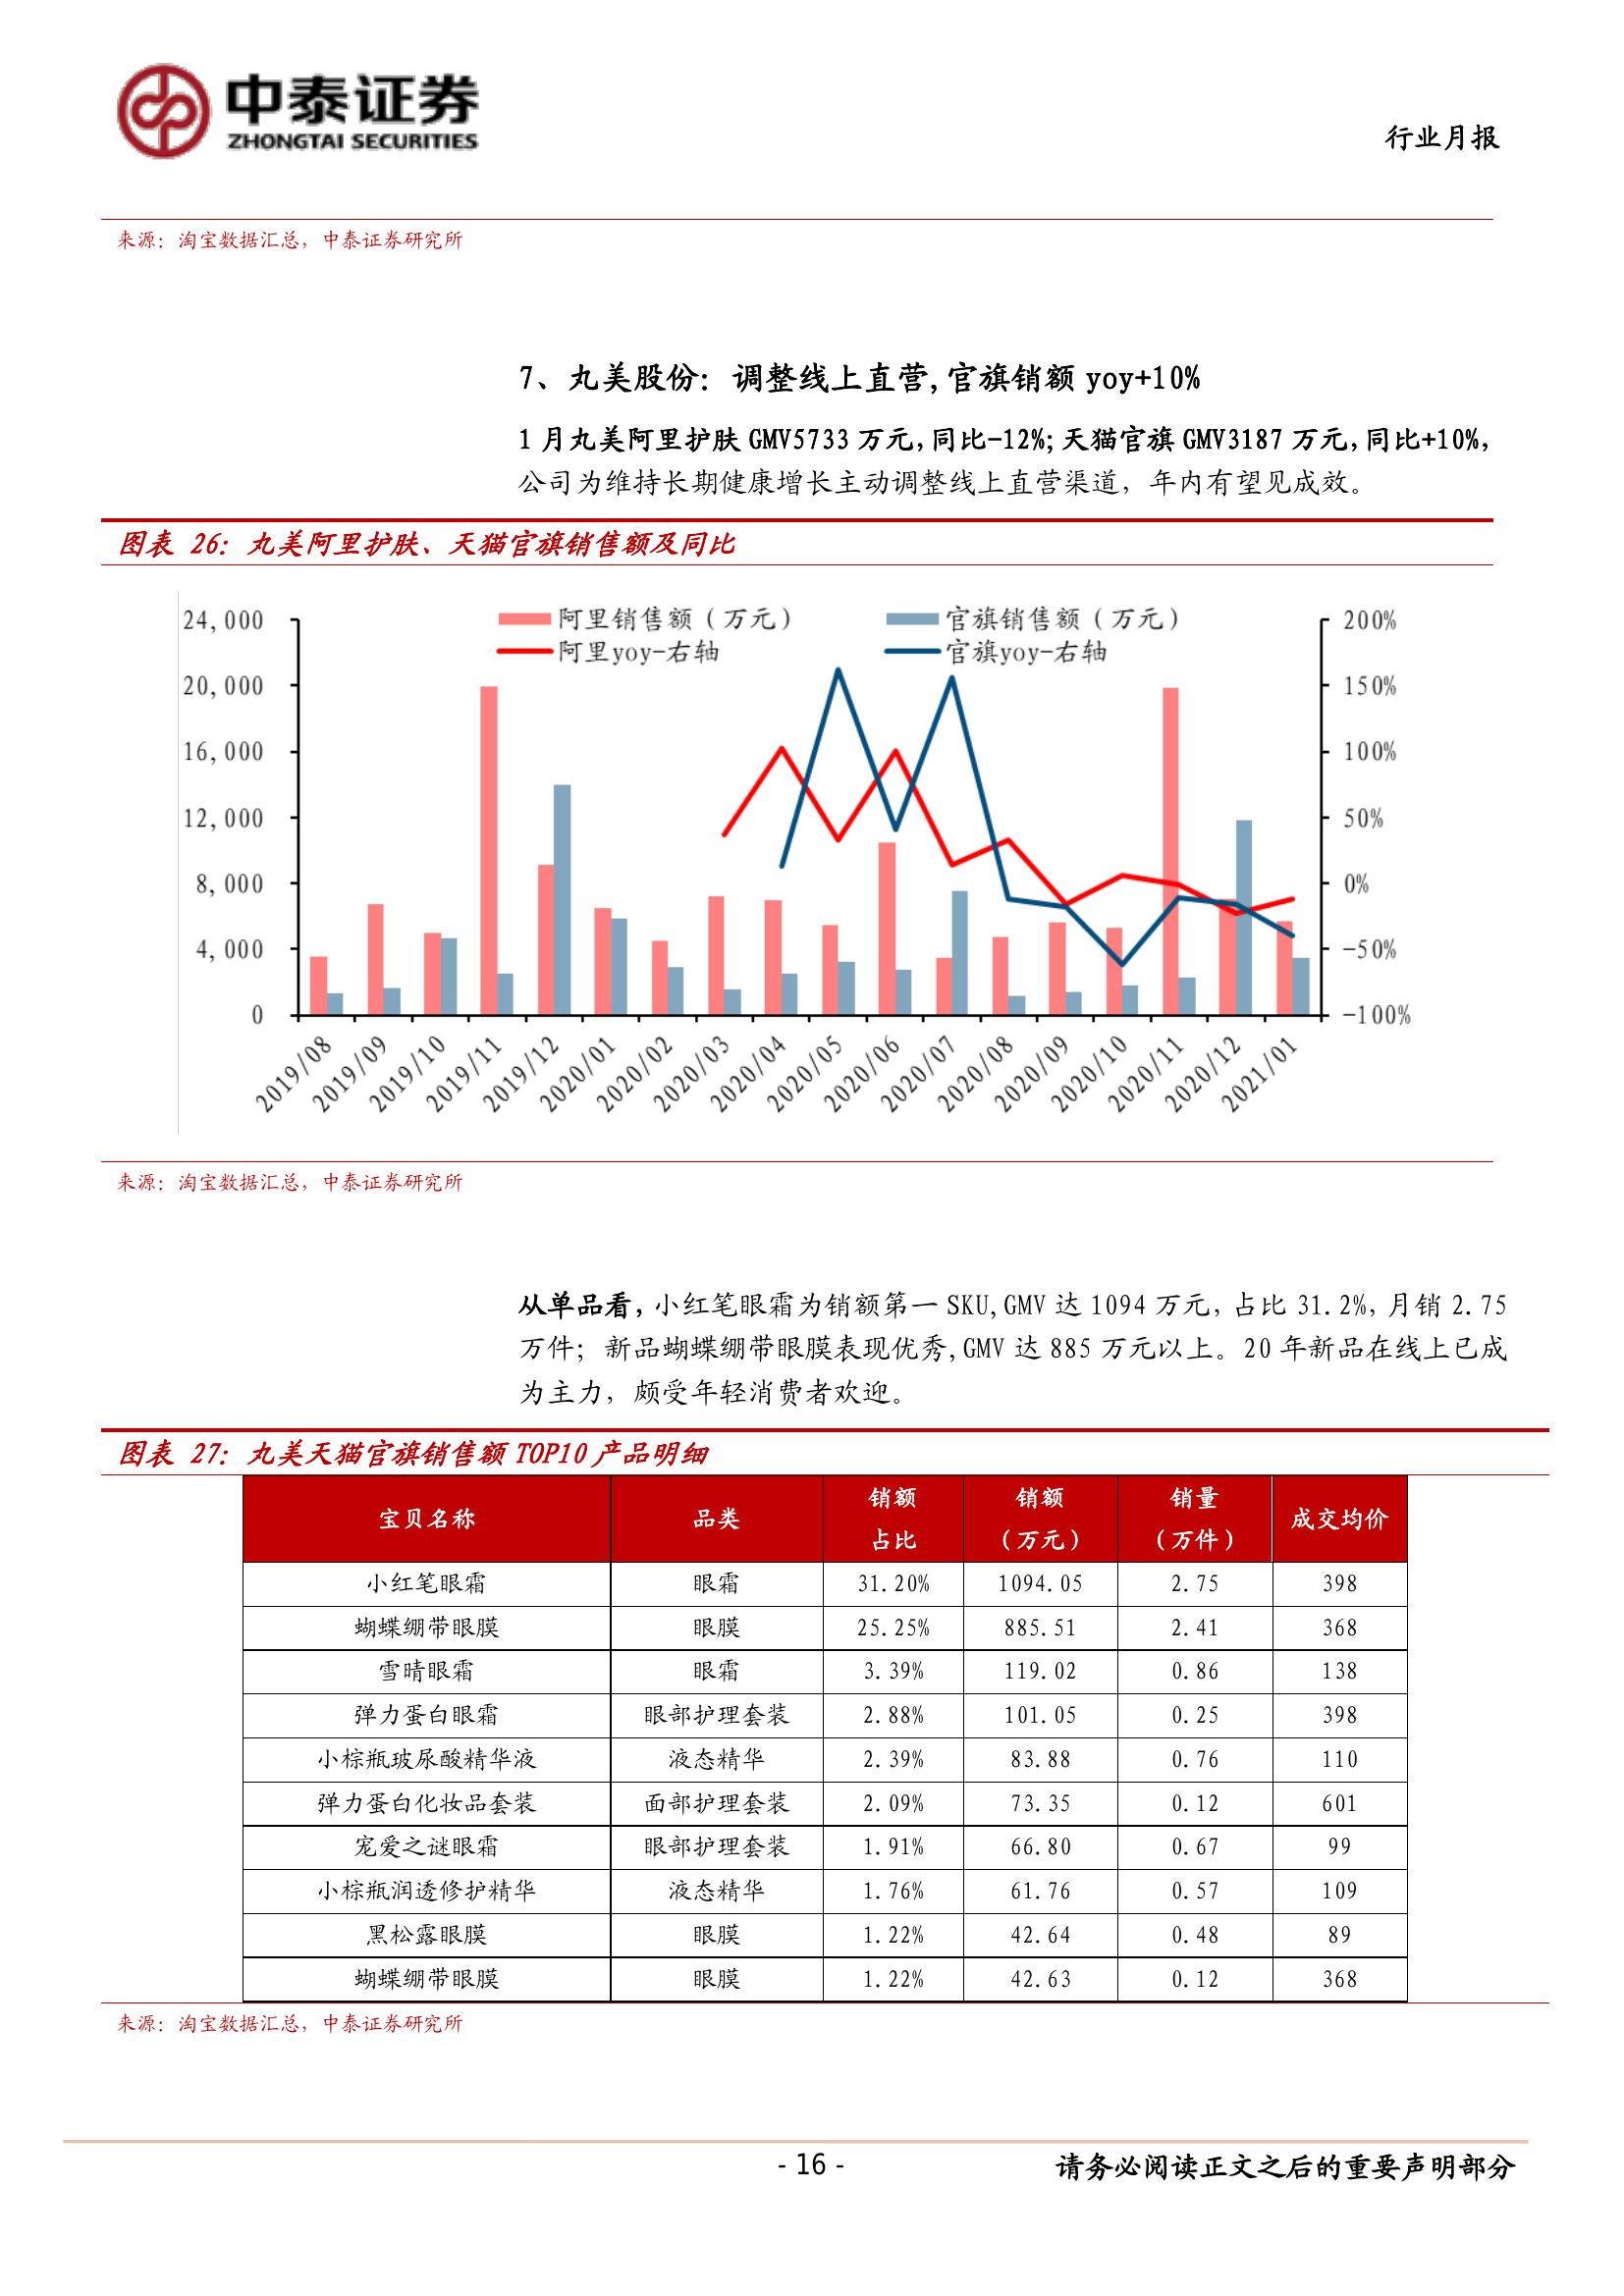 中泰证券
ZHONGTAI SECURITIES
行业月报
来源：淘宝数据汇总，中泰证券研究所
7、丸美股份：调整线上直营,官旗销额 yoy+10%
1 月丸美阿里护肤 GMV5733 万元,同比-12%;天猫官旗 GMV3187 万元,同比+10%,
公司为维持长期健康增长主动调整线上直营渠道，年内有望见成效。
图表 26：丸美阿里护肤、天猫官旗销售额及同比
阿里销售额（万元） 官旗销售额（万元）
阿里yoy-右轴 官旗yoy-右轴
24,000 200%
20,000 150%
16,000 100%
12,000 50%
8,000 0%
4,000 -50%
0 -100%
2019/08 2019/09 2019/10 2019/11 2019/12 2020/01 2020/02 2020/03 2020/04 2020/05 2020/06 2020/07 2020/08 2020/09 2020/10 2020/11 2020/12 2021/01
来源：淘宝数据汇总，中泰证券研究所
从单品看,小红笔眼霜为销额第一 SKU,GMV 达 1094 万元，占比 31.2%,月销 2.75
万件；新品蝴蝶绷带眼膜表现优秀,GMV 达 885 万元以上。20 年新品在线上已成
为主力，颇受年轻消费者欢迎。
图表 27：丸美天猫官旗销售额 TOP10 产品明细
宝贝名称 品类 销额占比 销额（万元） 销量（万件） 成交均价
小红笔眼霜 眼霜 31.20% 1094.05 2.75 398
蝴蝶绷带眼膜 眼膜 25.25% 885.51 2.41 368
雪晴眼霜 眼霜 3.39% 119.02 0.86 138
弹力蛋白眼霜 眼部护理套装 2.88% 101.05 0.25 398
小棕瓶玻尿酸精华液 液态精华 2.39% 83.88 0.76 110
弹力蛋白化妆品套装 面部护理套装 2.09% 73.35 0.12 601
宠爱之谜眼霜 眼部护理套装 1.91% 66.80 0.67 99
小棕瓶润透修护精华 液态精华 1.76% 61.76 0.57 109
黑松露眼膜 眼膜 1.22% 42.64 0.48 89
蝴蝶绷带眼膜 眼膜 1.22% 42.63 0.12 368
来源：淘宝数据汇总，中泰证券研究所
- 16 -
请务必阅读正文之后的重要声明部分